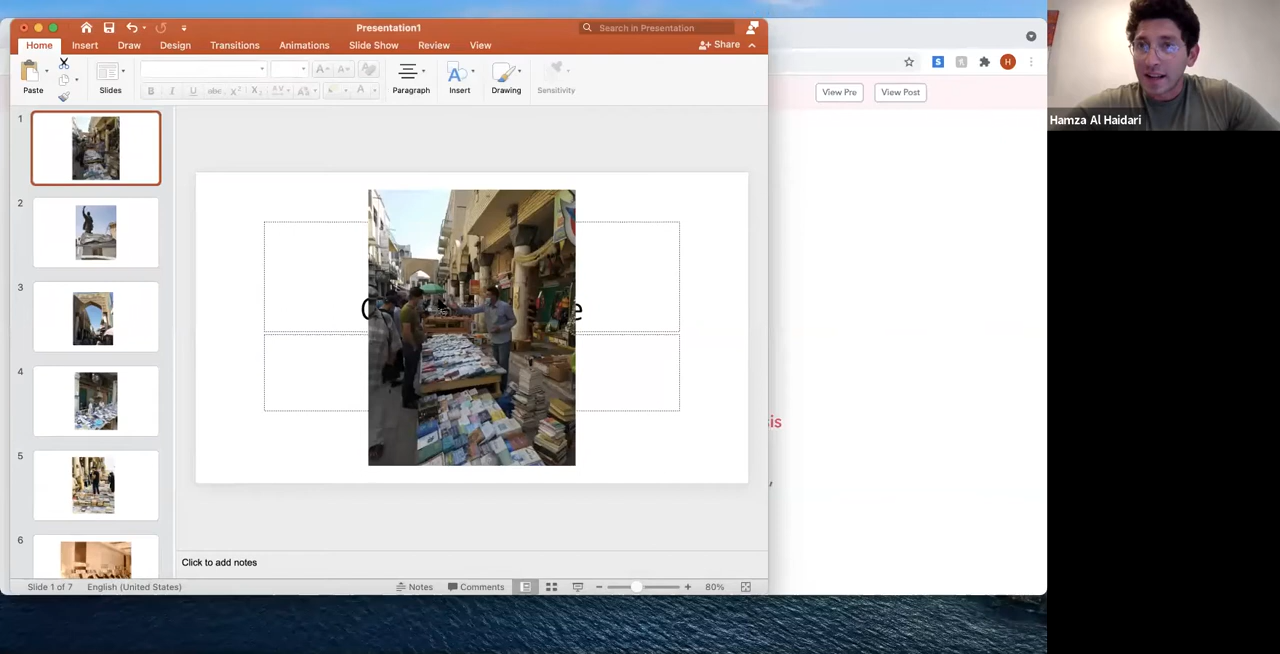 Presentation1
Search in Presentation
Home Insert Draw Design Transitions Animations Slide Show Review View
Share
Paste
Slides
Paragraph
Insert
Drawing
Sensitivity
View Pre
View Post
H
Hamza Al Haidari
1
2
3
4
5
6
sis
Click to add notes
Slide 1 of 7 English (United States)
Notes Comments 80%